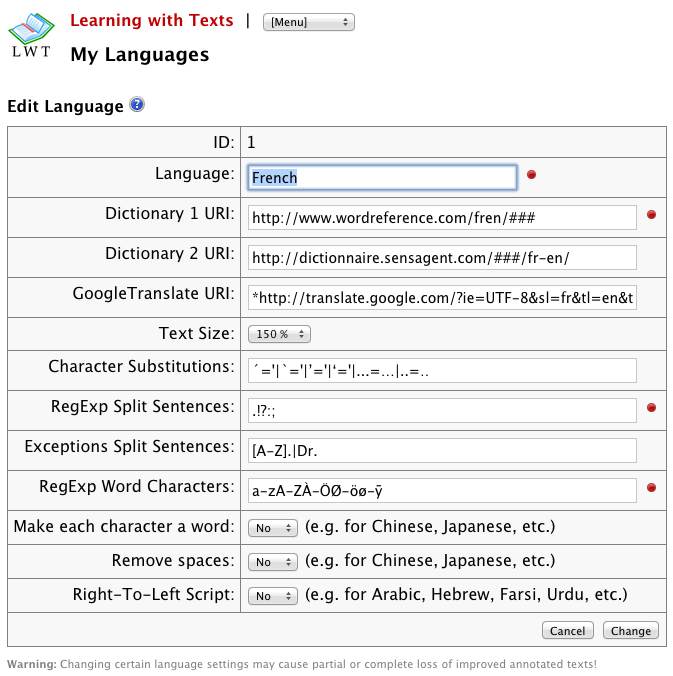 Learning with Texts | [Menu]
LWT
My Languages
Edit Language ?
ID: 1
Language: French
Dictionary 1 URI: http://www.wordreference.com/fren/###
Dictionary 2 URI: http://dictionnaire.sensagent.com/###/fr-en/
GoogleTranslate URI: *http://translate.google.com/?ie=UTF-8&sl=fr&tl=en&t
Text Size: 150 %
Character Substitutions: ´='|`='|’='|‘='|...=…|..=‥
RegExp Split Sentences: .!?:;
Exceptions Split Sentences: [A-Z].|Dr.
RegExp Word Characters: a-zA-ZÀ-ÖØ-öø-ȳ
Make each character a word: No (e.g. for Chinese, Japanese, etc.)
Remove spaces: No (e.g. for Chinese, Japanese, etc.)
Right-To-Left Script: No (e.g. for Arabic, Hebrew, Farsi, Urdu, etc.)
Cancel Change
Warning: Changing certain language settings may cause partial or complete loss of improved annotated texts!